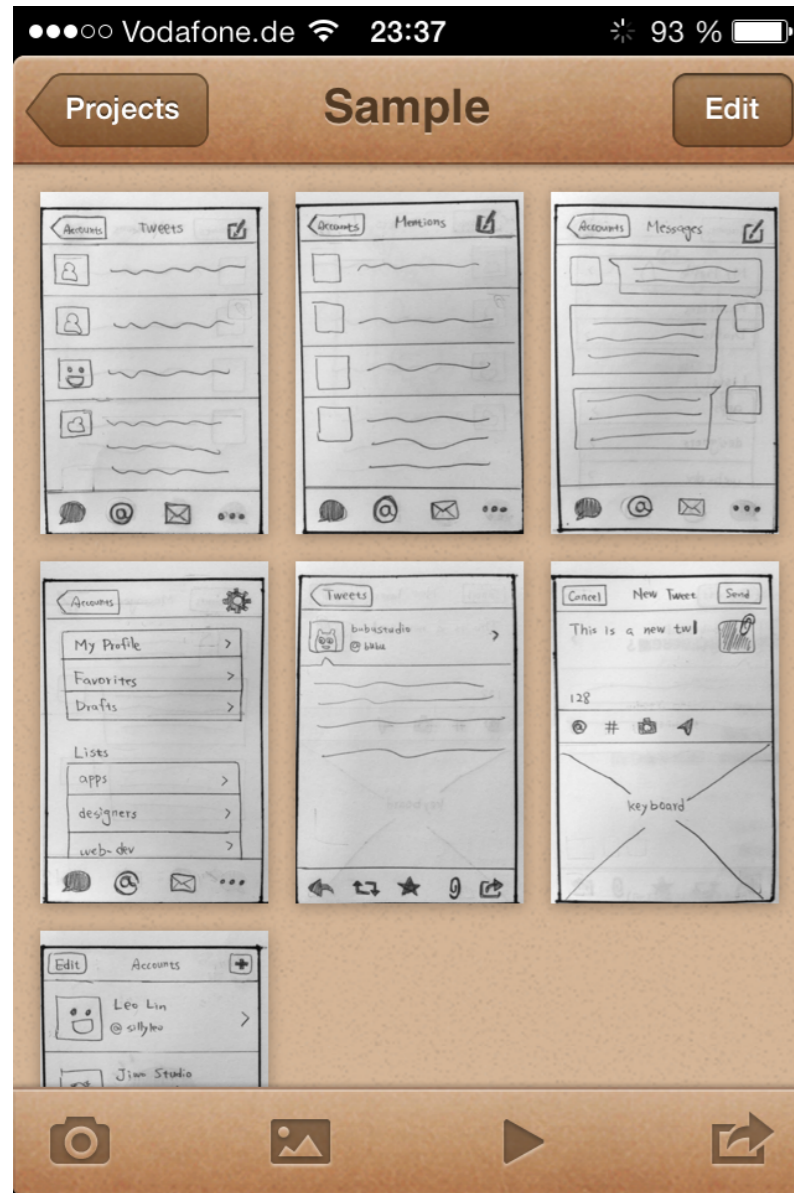 Vodafone.de 23:37 93 %
Projects Sample Edit
Accounts Tweets
Accounts Mentions
Accounts Messages
Accounts
My Profile >
Favorites >
Drafts >
Lists
apps >
designers >
web-dev >
Tweets
bubustudio >
Cancel New Tweet Send
This is a new tw
128
@ #
keyboard
Edit Accounts +
Leo Lin
@ sillyleo >
Jiwo Studio